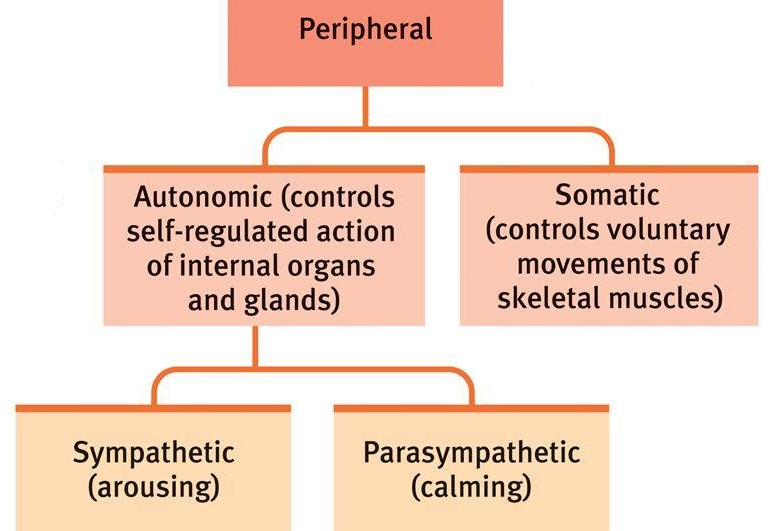 Peripheral
Autonomic (controls
self-regulated action
of internal organs
and glands)
Somatic
(controls voluntary
movements of
skeletal muscles)
Sympathetic
(arousing)
Parasympathetic
(calming)